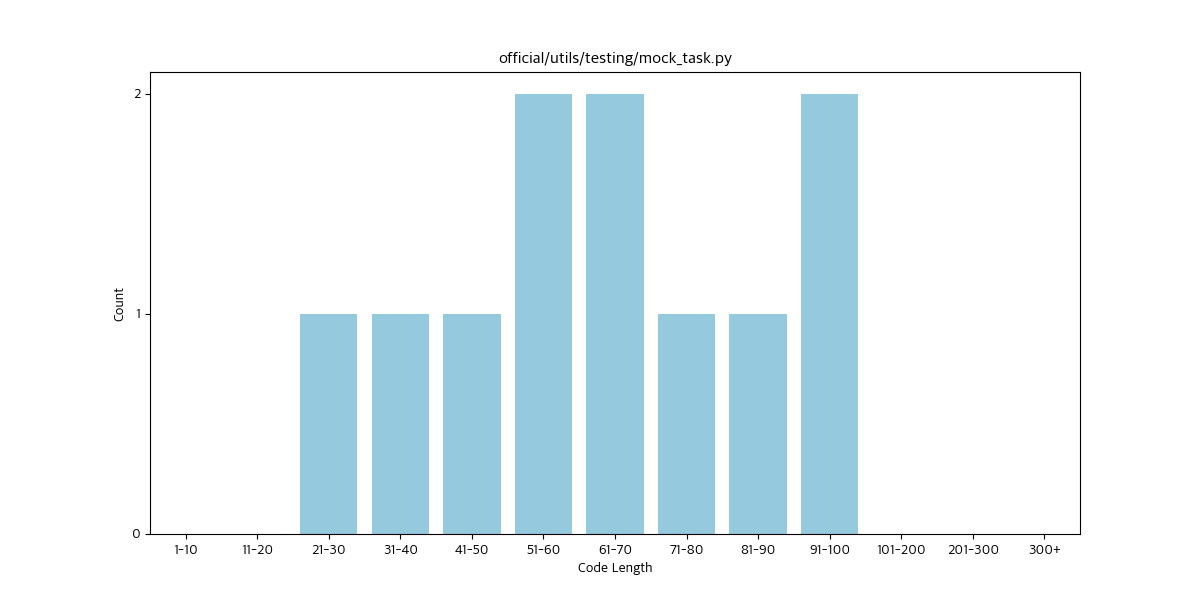 official/utils/testing/mock_task.py
2
1
0
Count
1-10 11-20 21-30 31-40 41-50 51-60 61-70 71-80 81-90 91-100 101-200 201-300 300+
Code Length